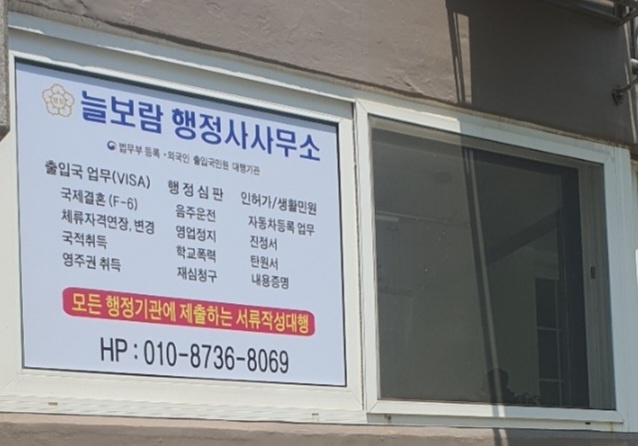 늘보람 행정사사무소
법무부 등록 · 외국인 출입국민원 대행기관
출입국 업무(VISA)
국제결혼 (F-6)
체류자격연장, 변경
국적취득
영주권 취득
행 정 심 판
음주운전
영업정지
학교폭력
재심청구
인허가/생활민원
자동차등록 업무
진정서
탄원서
내용증명
모든 행정기관에 제출하는 서류작성대행
HP : 010-8736-8069